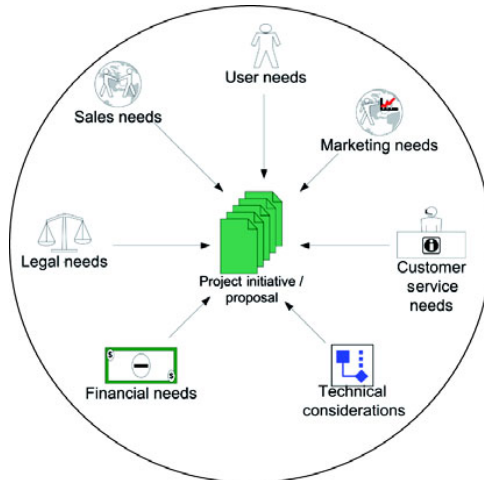 User needs
Sales needs
Marketing needs
Legal needs
Project initiative /
proposal
Customer
service
needs
$
$
Financial needs
Technical
considerations